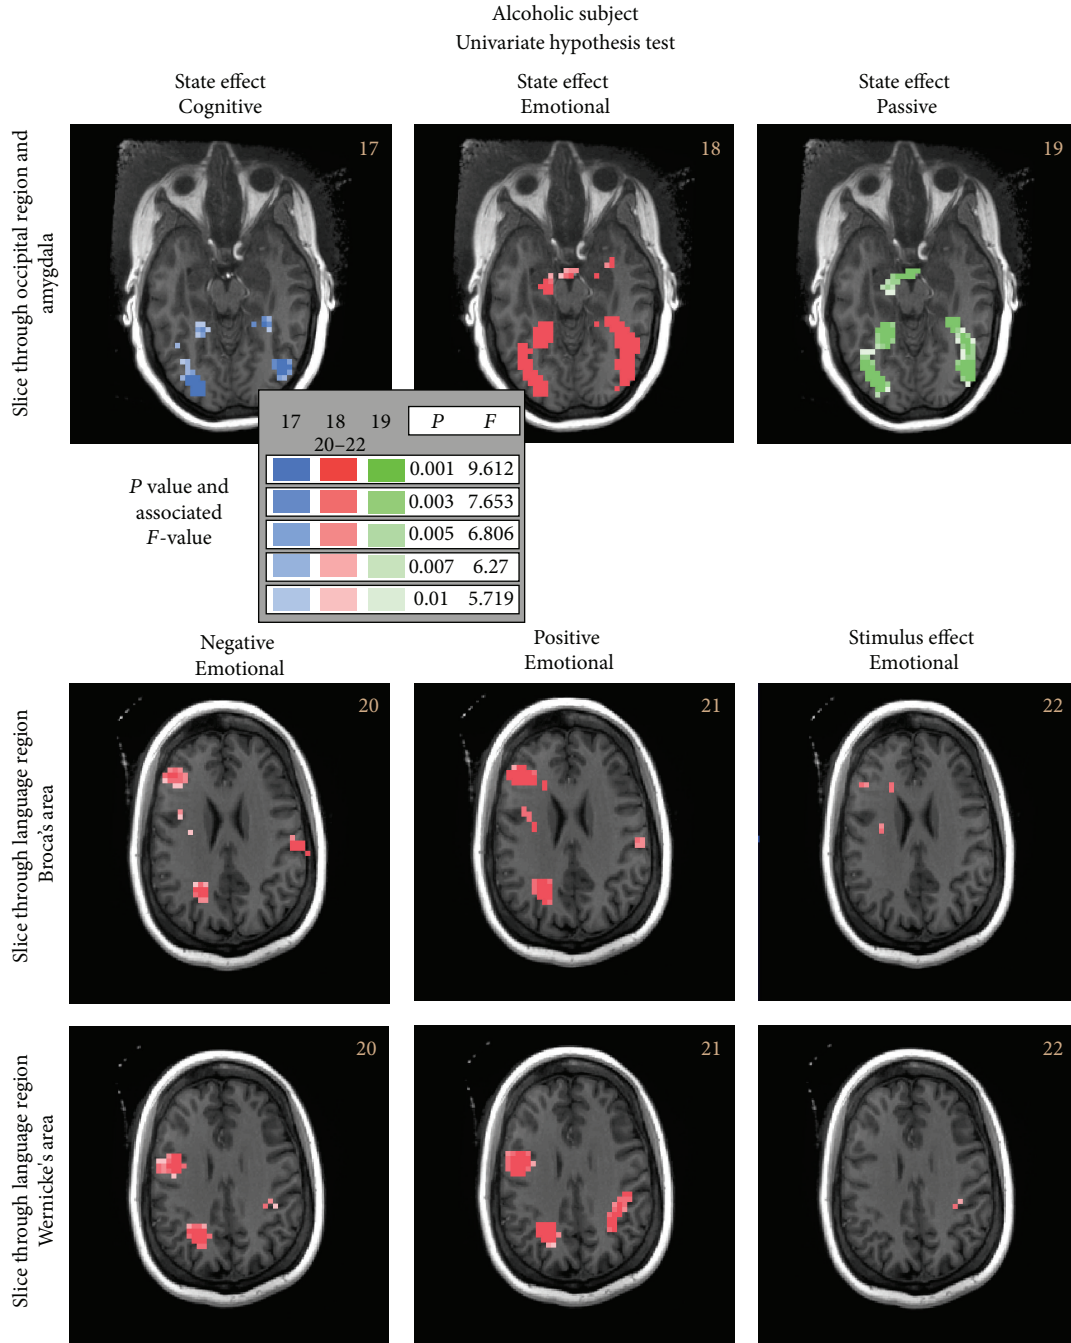 Alcoholic subject
Univariate hypothesis test
State effect
Cognitive
State effect
Emotional
State effect
Passive
Slice through occipital region and
amygdala
17
18
19
17 18 19 P F
20–22
0.001 9.612
0.003 7.653
0.005 6.806
0.007 6.27
0.01 5.719
P value and
associated
F-value
Negative
Emotional
Positive
Emotional
Stimulus effect
Emotional
Slice through language region
Broca's area
20
21
22
Slice through language region
Wernicke's area
20
21
22